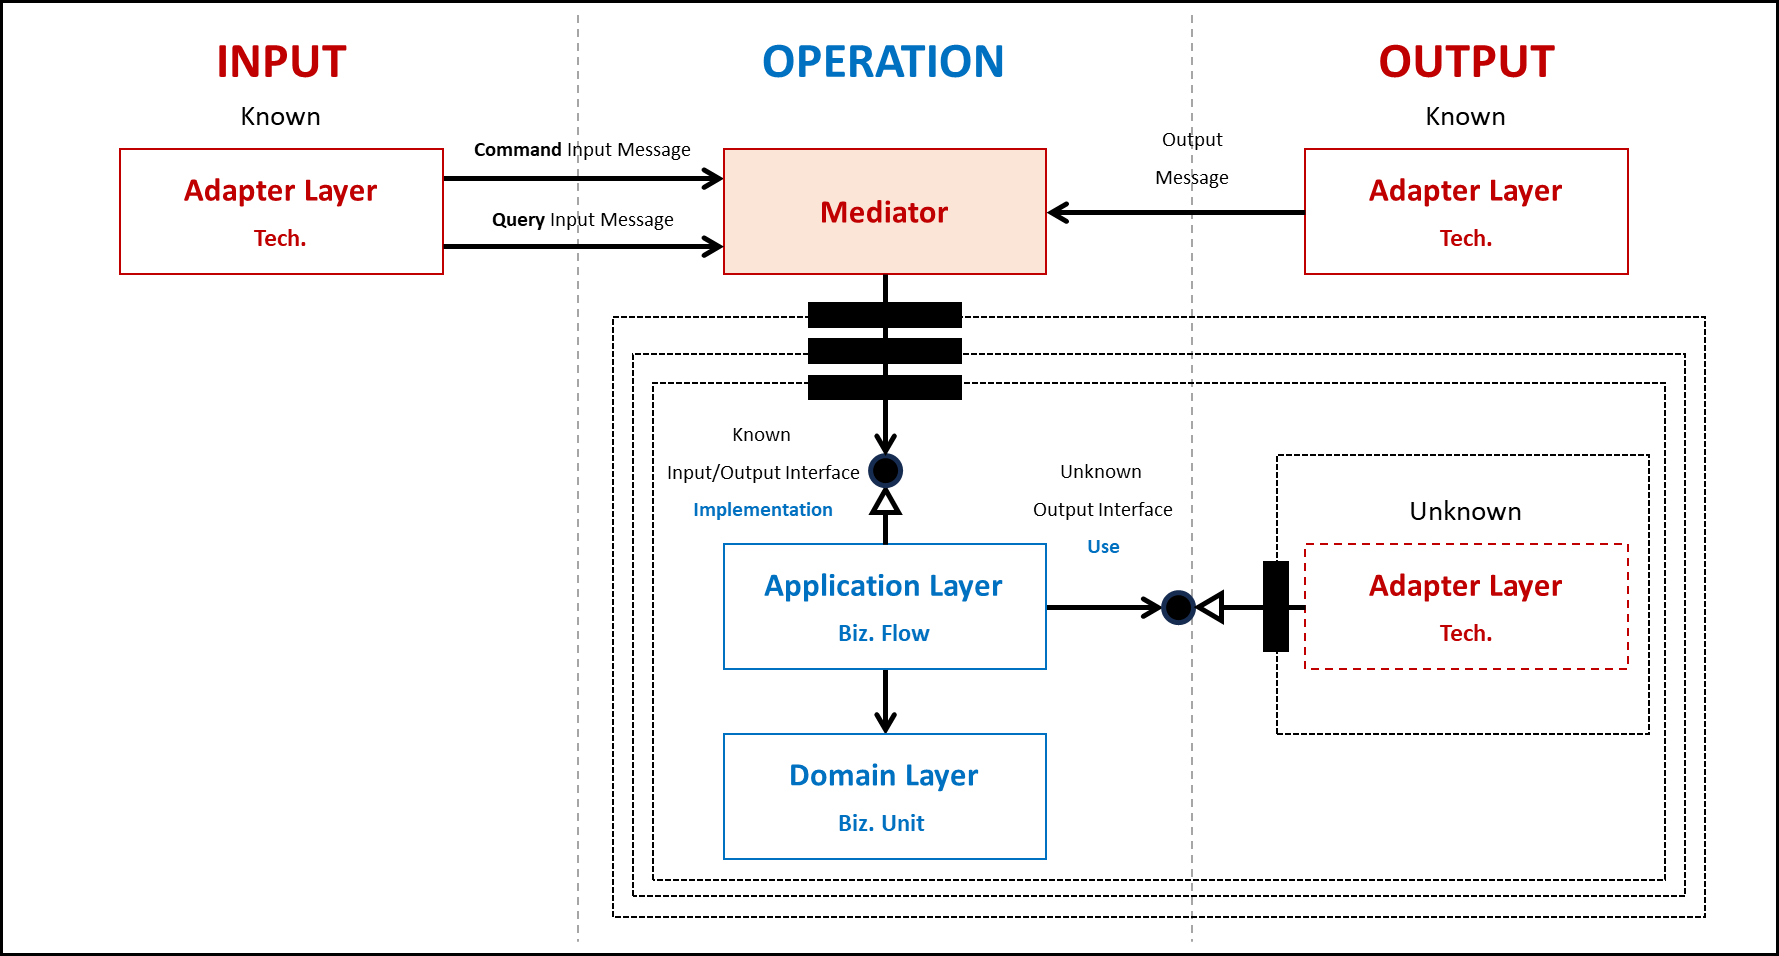 INPUT
OPERATION
OUTPUT
Known
Known
Adapter Layer
Tech.
Command Input Message
Query Input Message
Mediator
Output
Message
Adapter Layer
Tech.
Known
Input/Output Interface
Implementation
Unknown
Output Interface
Use
Unknown
Application Layer
Biz. Flow
Adapter Layer
Tech.
Domain Layer
Biz. Unit